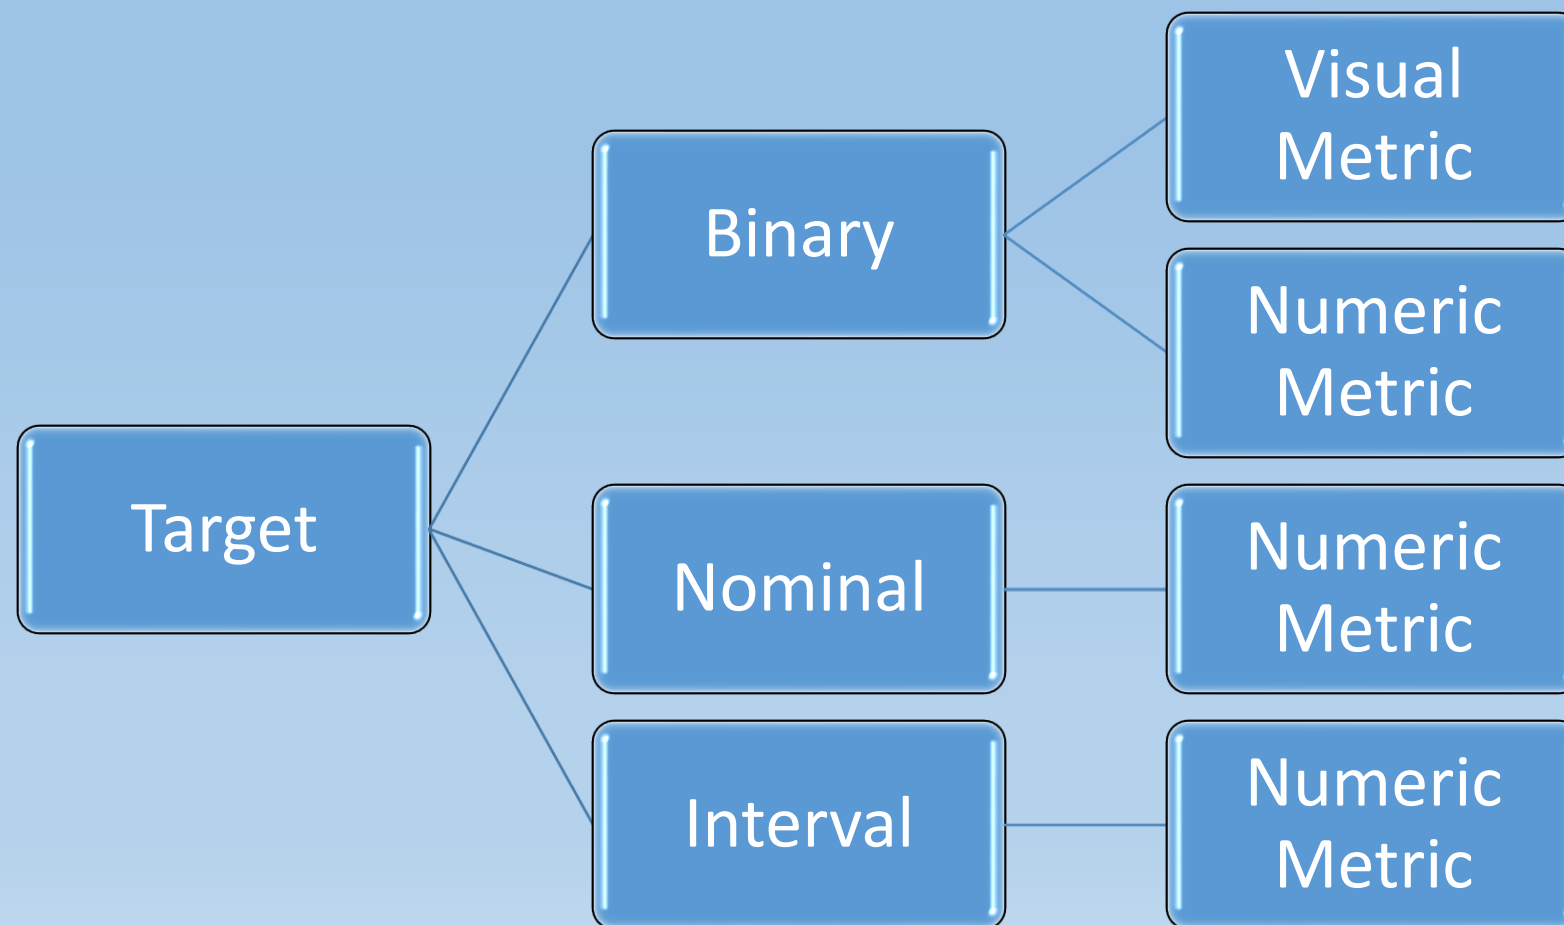 Target
Binary
Visual
Metric
Numeric
Metric
Nominal
Numeric
Metric
Interval
Numeric
Metric